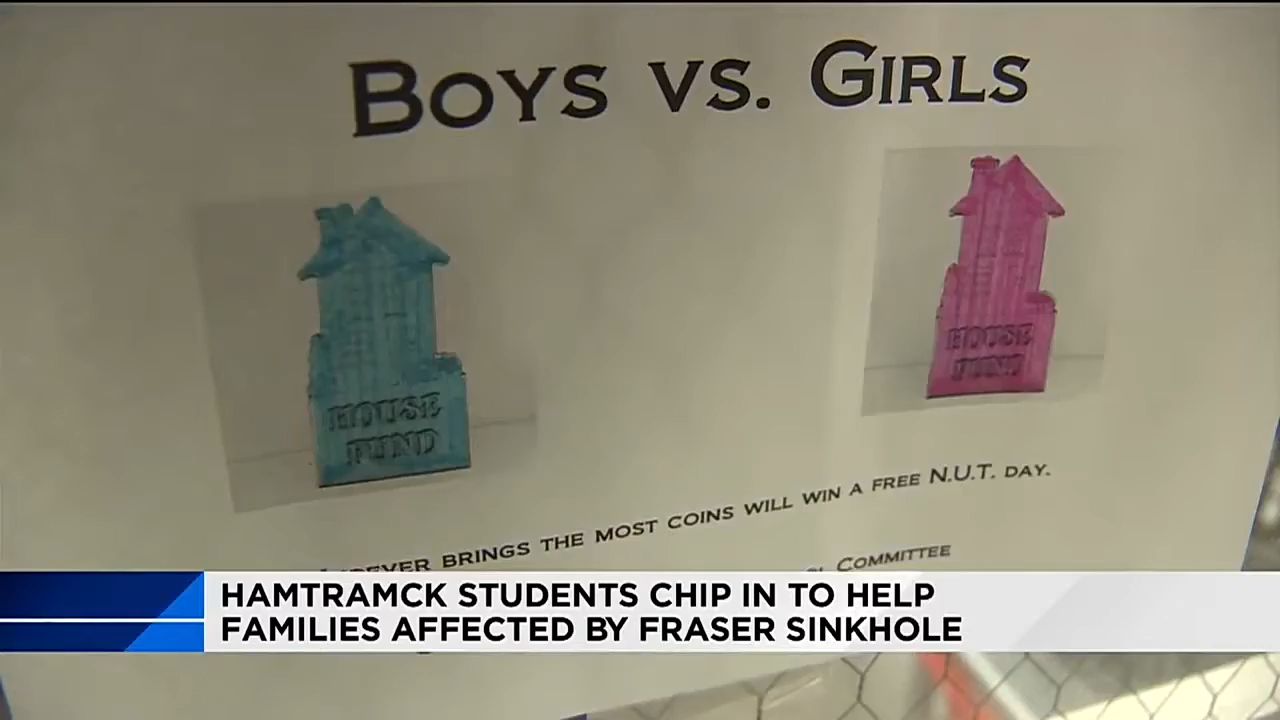 BOYS VS. GIRLS
HOUSE
FUND
HOUSE
FUND
BRINGS THE MOST COINS WILL WIN A FREE N.U.T. DAY.
COMMITTEE
HAMTRAMCK STUDENTS CHIP IN TO HELP
FAMILIES AFFECTED BY FRASER SINKHOLE